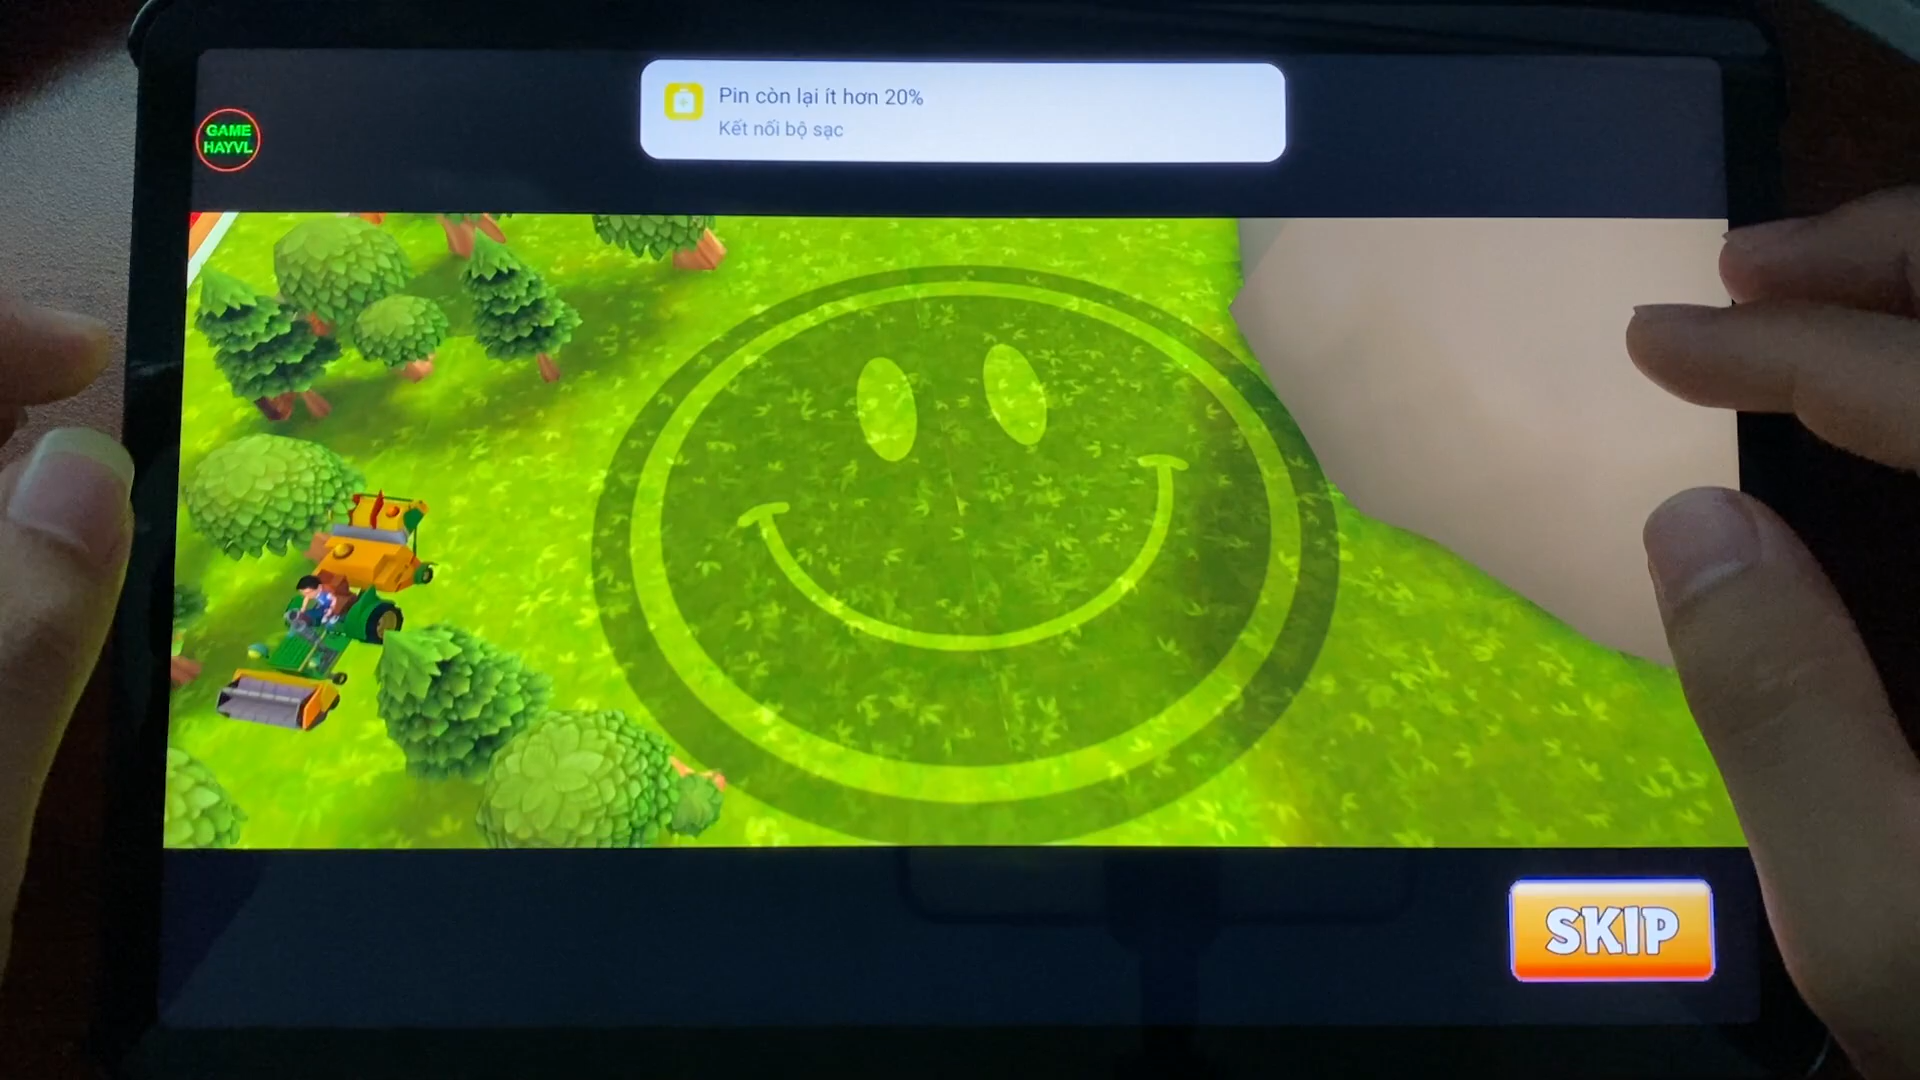 Pin còn lại ít hơn 20%
Kết nối bộ sạc
GAME
HAYVL
SKIP